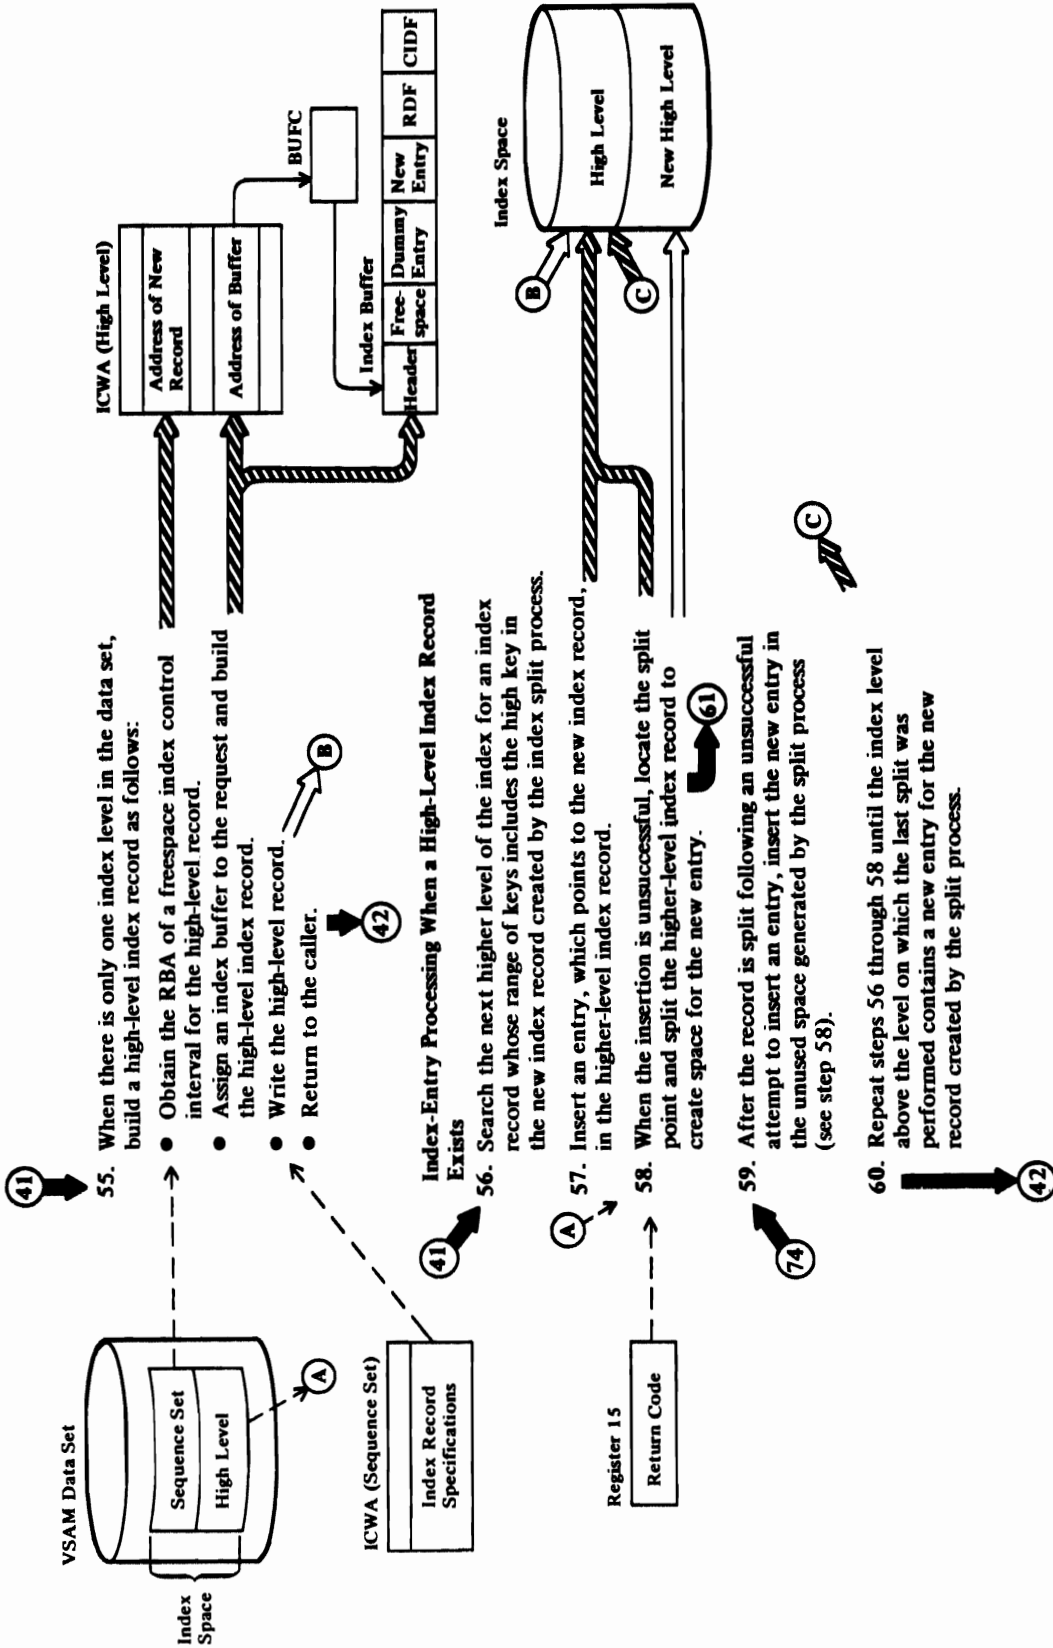 VSAM Data Set
Index
Space
Sequence Set
High Level
A
ICWA (Sequence Set)
Index Record
Specifications
Register 15
Return Code
41
55. When there is only one index level in the data set,
build a high-level index record as follows:
● Obtain the RBA of a freespace index control
interval for the high-level record.
● Assign an index buffer to the request and build
the high-level index record.
● Write the high-level record.
B
● Return to the caller.
42
Index-Entry Processing When a High-Level Index Record
Exists
41
56. Search the next higher level of the index for an index
record whose range of keys includes the high key in
the new index record created by the index split process.
57. Insert an entry, which points to the new index record,
in the higher-level index record.
A
58. When the insertion is unsuccessful, locate the split
point and split the higher-level index record to
create space for the new entry.
61
59. After the record is split following an unsuccessful
attempt to insert an entry, insert the new entry in
the unused space generated by the split process
(see step 58).
74
C
60. Repeat steps 56 through 58 until the index level
above the level on which the last split was
performed contains a new entry for the new
record created by the split process.
42
ICWA (High Level)
Address of New
Record
Address of Buffer
BUFC
Index Buffer
Header
Free-
space
Dummy
Entry
New
Entry
RDF
CIDF
Index Space
B
High Level
C
New High Level